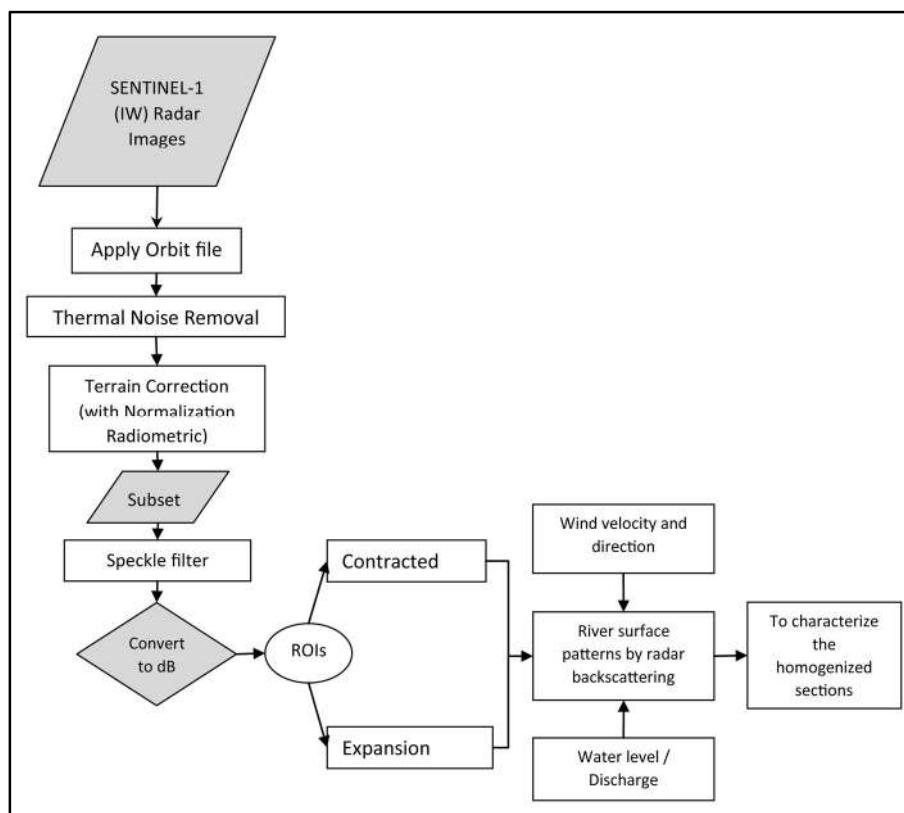 SENTINEL-1
(IW) Radar
Images
Apply Orbit file
Thermal Noise Removal
Terrain Correction
(with Normalization
Radiometric)
Subset
Speckle filter
Convert
to dB
ROIs
Contracted
Expansion
Wind velocity and
direction
River surface
patterns by radar
backscattering
Water level /
Discharge
To characterize
the
homogenized
sections